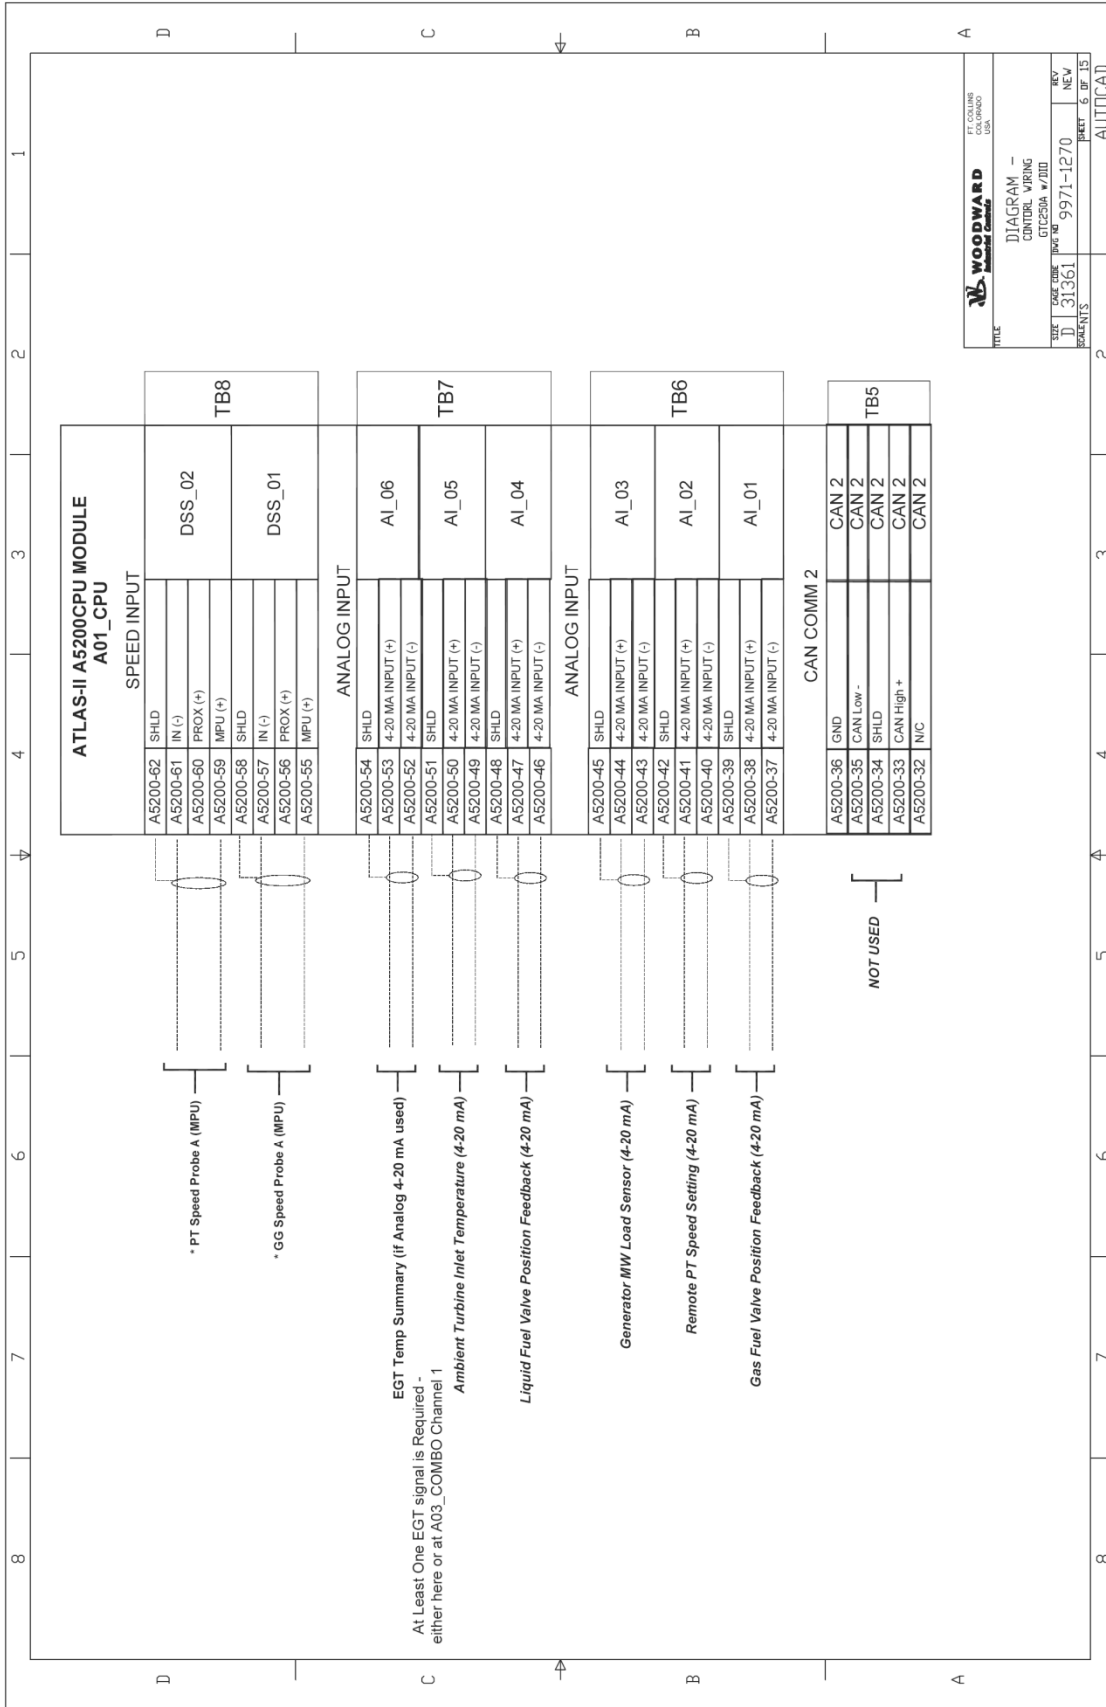 8
7
6
5
4
3
2
1
D
C
B
A
ATLAS-II A5200CPU MODULE
A01_CPU
SPEED INPUT
A5200-62 SHLD
A5200-61 IN (-)
A5200-60 PROX (+)
A5200-59 MPU (+)
DSS_02
A5200-58 SHLD
A5200-57 IN (-)
A5200-56 PROX (+)
A5200-55 MPU (+)
DSS_01
TB8
* PT Speed Probe A (MPU)
* GG Speed Probe A (MPU)
ANALOG INPUT
A5200-54 SHLD
A5200-53 4-20 MA INPUT (+)
A5200-52 4-20 MA INPUT (-)
AI_06
A5200-51 SHLD
A5200-50 4-20 MA INPUT (+)
A5200-49 4-20 MA INPUT (-)
AI_05
A5200-48 SHLD
A5200-47 4-20 MA INPUT (+)
A5200-46 4-20 MA INPUT (-)
AI_04
TB7
EGT Temp Summary (if Analog 4-20 mA used)
At Least One EGT signal is Required -
either here or at A03_COMBO Channel 1
Ambient Turbine Inlet Temperature (4-20 mA)
Liquid Fuel Valve Position Feedback (4-20 mA)
ANALOG INPUT
A5200-45 SHLD
A5200-44 4-20 MA INPUT (+)
A5200-43 4-20 MA INPUT (-)
AI_03
A5200-42 SHLD
A5200-41 4-20 MA INPUT (+)
A5200-40 4-20 MA INPUT (-)
AI_02
A5200-39 SHLD
A5200-38 4-20 MA INPUT (+)
A5200-37 4-20 MA INPUT (-)
AI_01
TB6
Generator MW Load Sensor (4-20 mA)
Remote PT Speed Setting (4-20 mA)
Gas Fuel Valve Position Feedback (4-20 mA)
CAN COMM 2
A5200-36 GND CAN 2
A5200-35 CAN Low - CAN 2
A5200-34 SHLD CAN 2
A5200-33 CAN High + CAN 2
A5200-32 N/C CAN 2
TB5
NOT USED
WOODWARD
Industrial Controls
FT. COLLINS
COLORADO
USA
TITLE
DIAGRAM -
CONTORL WIRING
GTC250A w/DID
SIZE
D
CAGE CODE
31361
DWG NO
9971-1270
REV
NEW
SCALE NTS
SHEET 6 OF 15
AUTOCAD
8
7
6
5
4
3
2
D
C
B
A